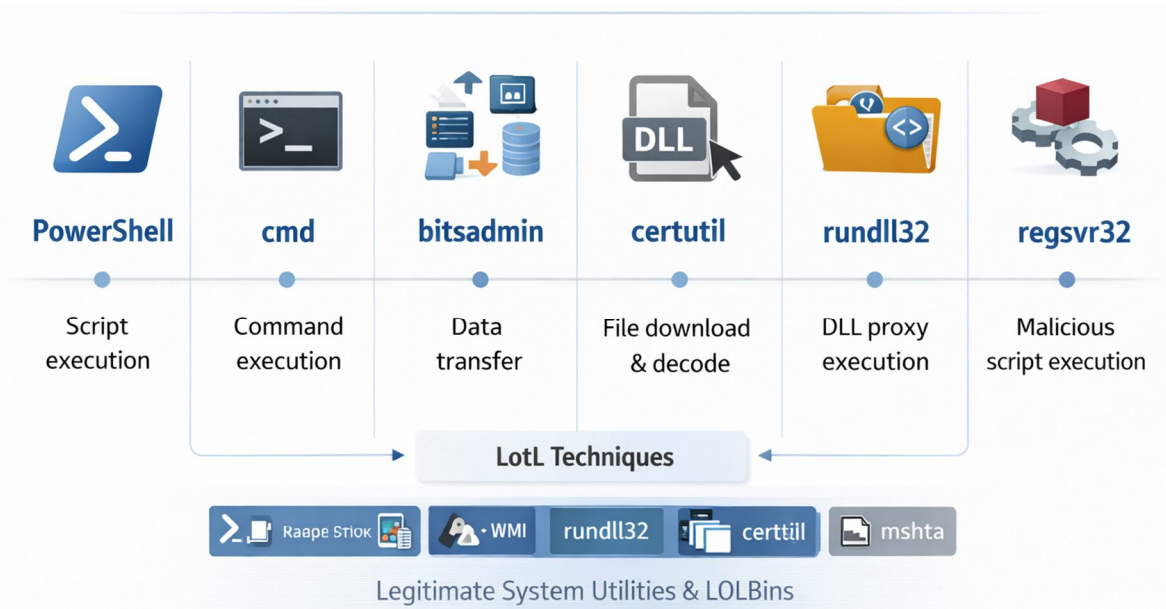 PowerShell
cmd
bitsadmin
certutil
rundll32
regsvr32
Script
execution
Command
execution
Data
transfer
DLL
File download
& decode
DLL proxy
execution
Malicious
script execution
LotL Techniques
Raape Stiok
- WMI
rundll32
certtill
mshta
Legitimate System Utilities & LOLBins